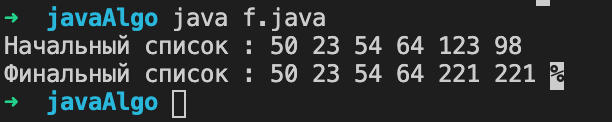 ➜ javaAlgo java f.java
Начальный список : 50 23 54 64 123 98
Финальный список : 50 23 54 64 221 221 %
➜ javaAlgo